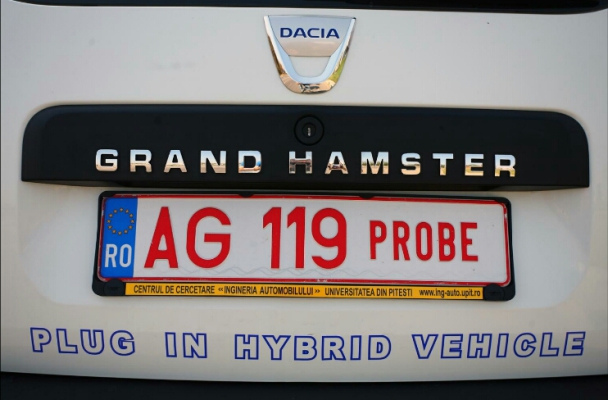 DACIA
GRAND HAMSTER
RO AG 119 PROBE
CENTRUL DE CERCETARE "INGINERIA AUTOMOBILULUI" UNIVERSITATEA DIN PITESTI www.ing-auto.upit.ro
PLUG IN HYBRID VEHICLE